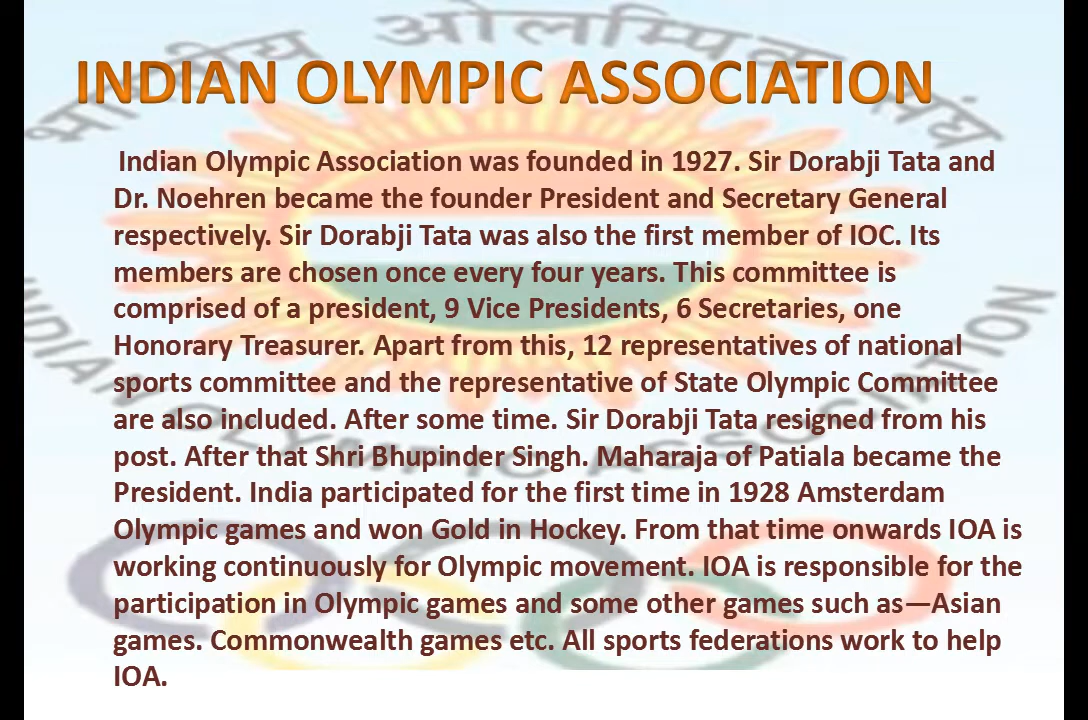 भारतीय ओलम्पिक संघ
INDIAN OLYMPIC ASSOCIATION
Indian Olympic Association was founded in 1927. Sir Dorabji Tata and
Dr. Noehren became the founder President and Secretary General
respectively. Sir Dorabji Tata was also the first member of IOC. Its
members are chosen once every four years. This committee is
comprised of a president, 9 Vice Presidents, 6 Secretaries, one
Honorary Treasurer. Apart from this, 12 representatives of national
sports committee and the representative of State Olympic Committee
are also included. After some time. Sir Dorabji Tata resigned from his
post. After that Shri Bhupinder Singh. Maharaja of Patiala became the
President. India participated for the first time in 1928 Amsterdam
Olympic games and won Gold in Hockey. From that time onwards IOA is
working continuously for Olympic movement. IOA is responsible for the
participation in Olympic games and some other games such as—Asian
games. Commonwealth games etc. All sports federations work to help
IOA.
INDIAN OLYMPIC ASSOCIATION